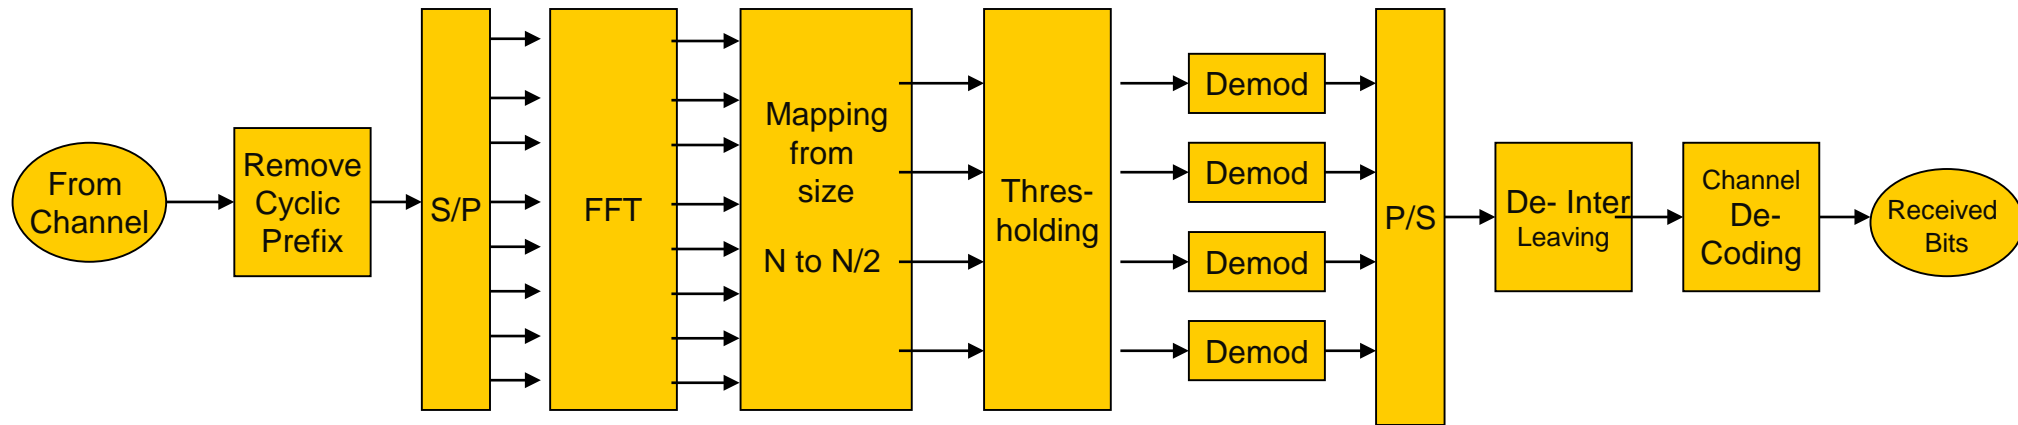 From
Channel
Remove
Cyclic
Prefix
S/P
FFT
Mapping
from
size
N to N/2
Thres-
holding
Demod
Demod
Demod
Demod
P/S
De- Inter
Leaving
Channel
De-
Coding
Received
Bits